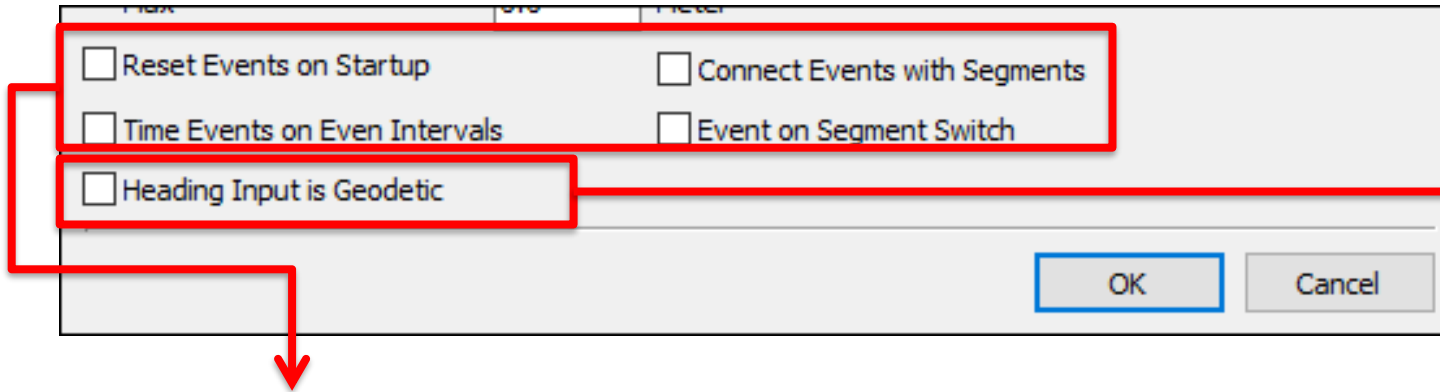 Reset Events on Startup
Connect Events with Segments
Time Events on Even Intervals
Event on Segment Switch
Heading Input is Geodetic
OK
Cancel